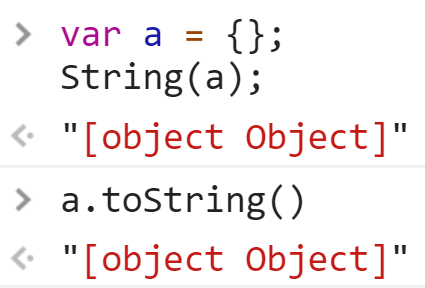 var a = {};
String(a);
"[object Object]"
a.toString()
"[object Object]"